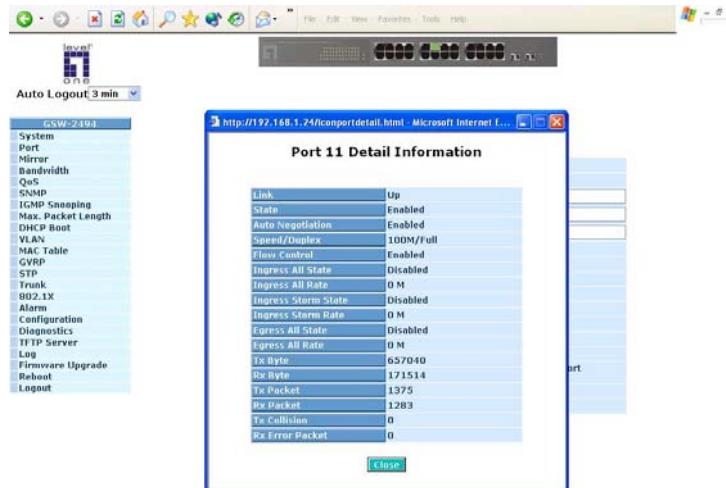 File Edit View Favorites Tools Help
level
one
Auto Logout 3 min
GSW-2494
System
Port
Mirror
Bandwidth
QoS
SNMP
IGMP Snooping
Max. Packet Length
DHCP Boot
VLAN
MAC Table
GVRP
STP
Trunk
802.1X
Alarm
Configuration
Diagnostics
TFTP Server
Log
Firmware Upgrade
Reboot
Logout
http://192.168.1.24/iconportdetail.html - Microsoft Internet E...
Port 11 Detail Information
Link Up
State Enabled
Auto Negotiation Enabled
Speed/Duplex 100M/Full
Flow Control Enabled
Ingress All State Disabled
Ingress All Rate 0 M
Ingress Storm State Disabled
Ingress Storm Rate 0 M
Egress All State Disabled
Egress All Rate 0 M
Tx Byte 657040
Rx Byte 171514
Tx Packet 1375
Rx Packet 1283
Tx Collision 0
Rx Error Packet 0
Close
ort